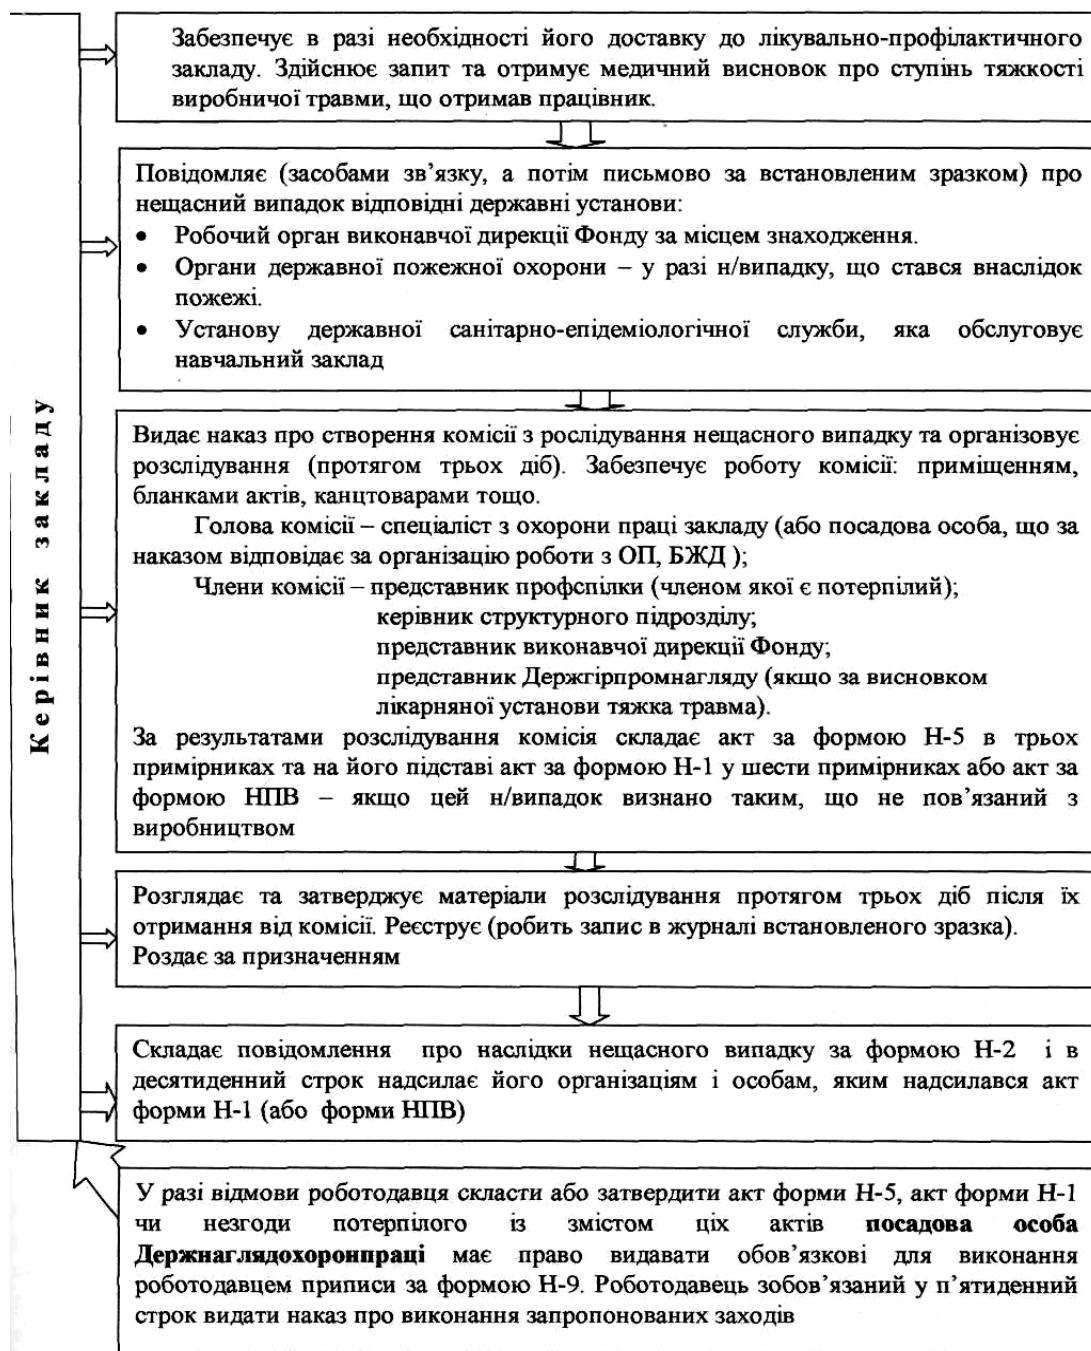 Керівник закладу
Забезпечує в разі необхідності його доставку до лікувально-профілактичного
закладу. Здійснює запит та отримує медичний висновок про ступінь тяжкості
виробничої травми, що отримав працівник.
Повідомляє (засобами зв’язку, а потім письмово за встановленим зразком) про
нещасний випадок відповідні державні установи:
• Робочий орган виконавчої дирекції Фонду за місцем знаходження.
• Органи державної пожежної охорони – у разі н/випадку, що стався внаслідок
пожежі.
• Установу державної санітарно-епідеміологічної служби, яка обслуговує
навчальний заклад
Видає наказ про створення комісії з рослідування нещасного випадку та організовує
розслідування (протягом трьох діб). Забезпечує роботу комісії: приміщенням,
бланками актів, канцтоварами тощо.
Голова комісії – спеціаліст з охорони праці закладу (або посадова особа, що за
наказом відповідає за організацію роботи з ОП, БЖД );
Члени комісії – представник профспілки (членом якої є потерпілий);
керівник структурного підрозділу;
представник виконавчої дирекції Фонду;
представник Держгірпромнагляду (якщо за висновком
лікарняної установи тяжка травма).
За результатами розслідування комісія складає акт за формою Н-5 в трьох
примірниках та на його підставі акт за формою Н-1 у шести примірниках або акт за
формою НПВ – якщо цей н/випадок визнано таким, що не пов’язаний з
виробництвом
Розглядає та затверджує матеріали розслідування протягом трьох діб після їх
отримання від комісії. Реєструє (робить запис в журналі встановленого зразка).
Роздає за призначенням
Складає повідомлення про наслідки нещасного випадку за формою Н-2 і в
десятиденний строк надсилає його організаціям і особам, яким надсилався акт
форми Н-1 (або форми НПВ)
У разі відмови роботодавця скласти або затвердити акт форми Н-5, акт форми Н-1
чи незгоди потерпілого із змістом ціх актів посадова особа
Держнаглядохоронпраці має право видавати обов’язкові для виконання
роботодавцем приписи за формою Н-9. Роботодавець зобов’язаний у п’ятиденний
строк видати наказ про виконання запропонованих заходів